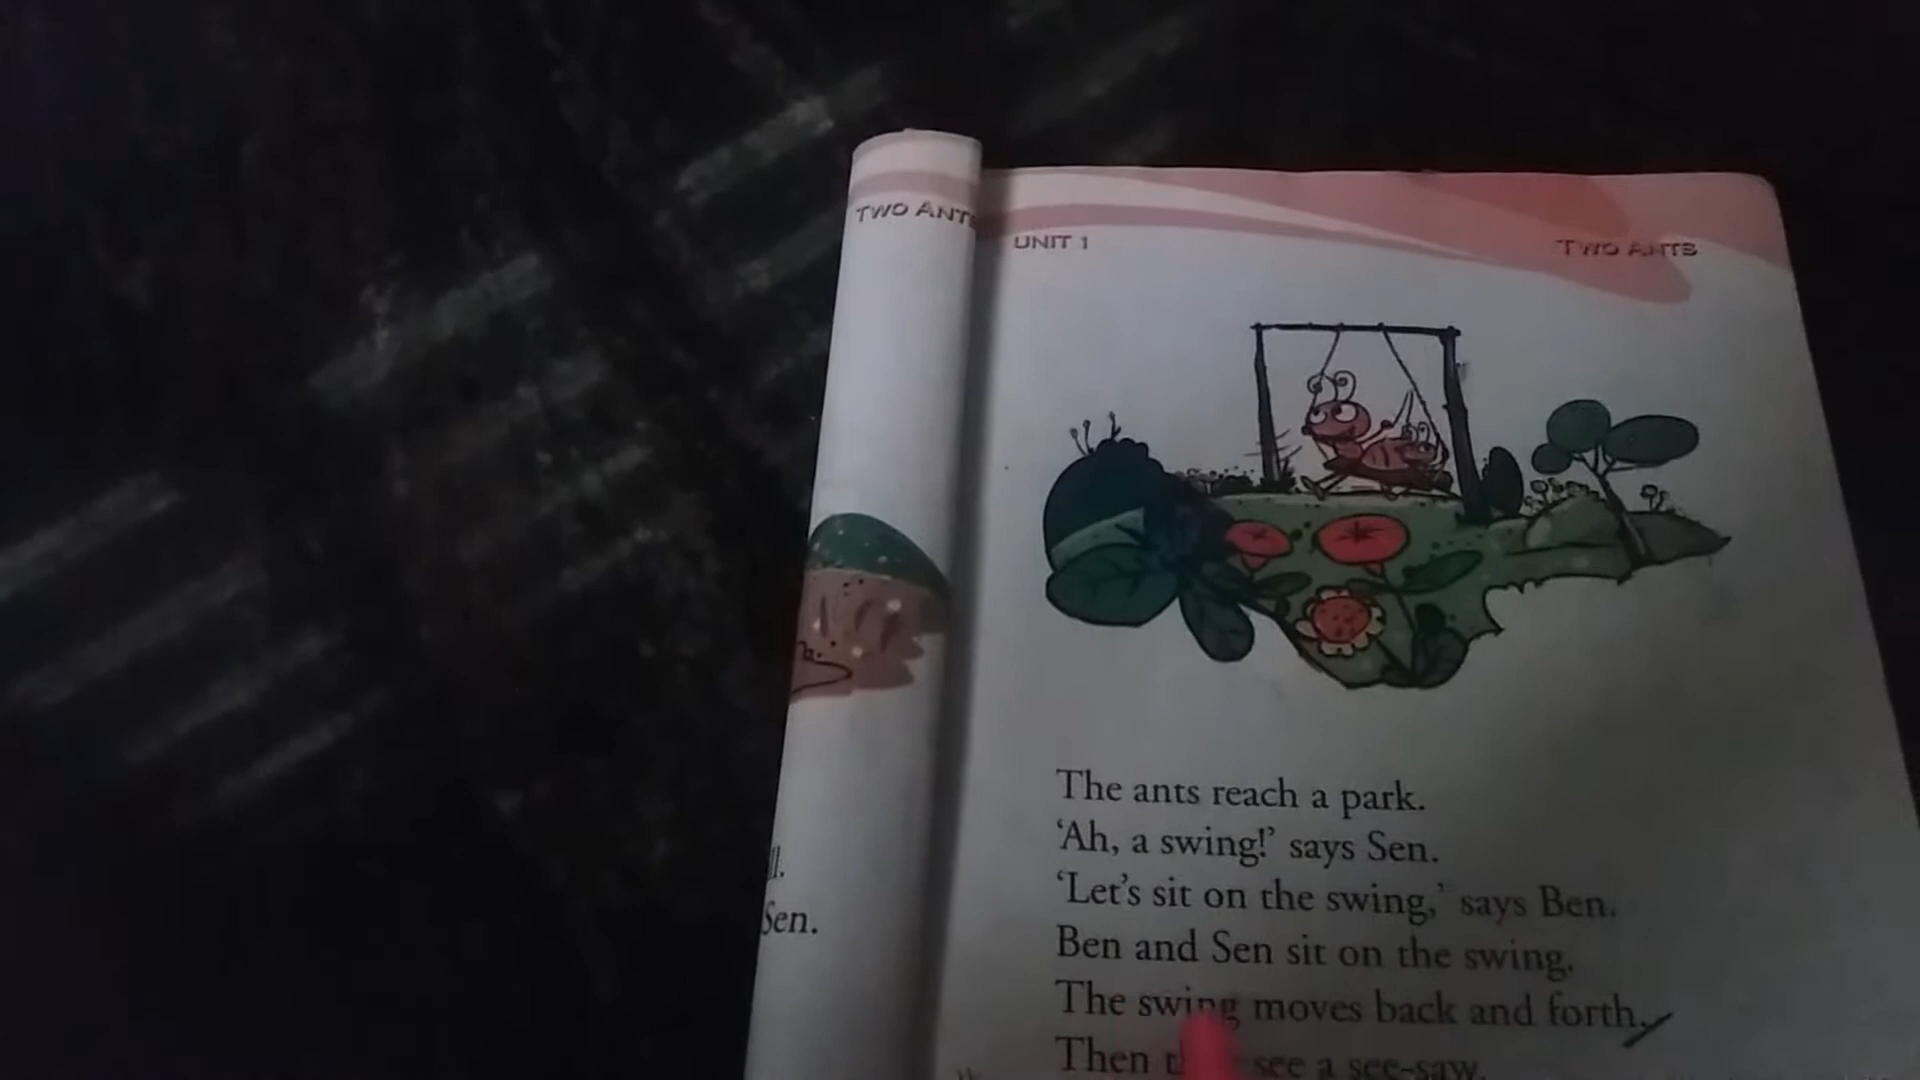 TWO ANTS
ll.
Sen.
UNIT 1
TWO ANTS
The ants reach a park.
‘Ah, a swing!’ says Sen.
‘Let’s sit on the swing,’ says Ben.
Ben and Sen sit on the swing.
The swing moves back and forth.
Then see a see-saw.